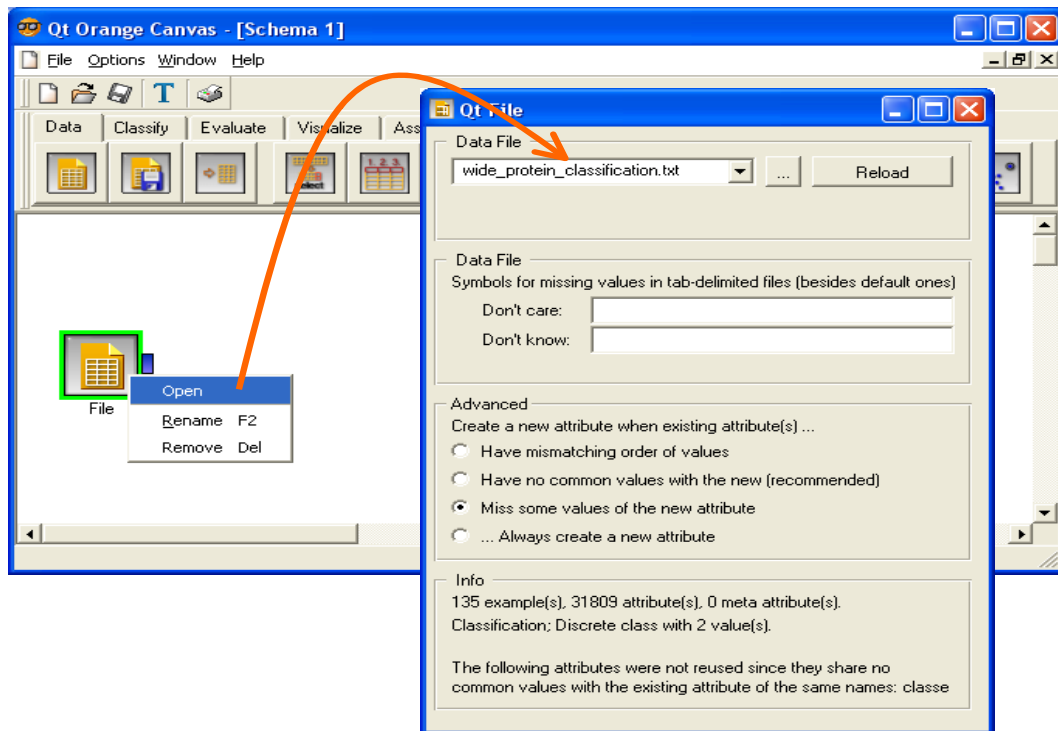 Qt Orange Canvas - [Schema 1]
File Options Window Help
T
Data Classify Evaluate Visualize Ass
select
1 2 3
File
Open
Rename F2
Remove Del
Qt File
Data File
wide_protein_classification.txt ... Reload
Data File
Symbols for missing values in tab-delimited files (besides default ones)
Don't care:
Don't know:
Advanced
Create a new attribute when existing attribute(s) ...
Have mismatching order of values
Have no common values with the new (recommended)
Miss some values of the new attribute
... Always create a new attribute
Info
135 example(s), 31809 attribute(s), 0 meta attribute(s).
Classification; Discrete class with 2 value(s).
The following attributes were not reused since they share no
common values with the existing attribute of the same names: classe